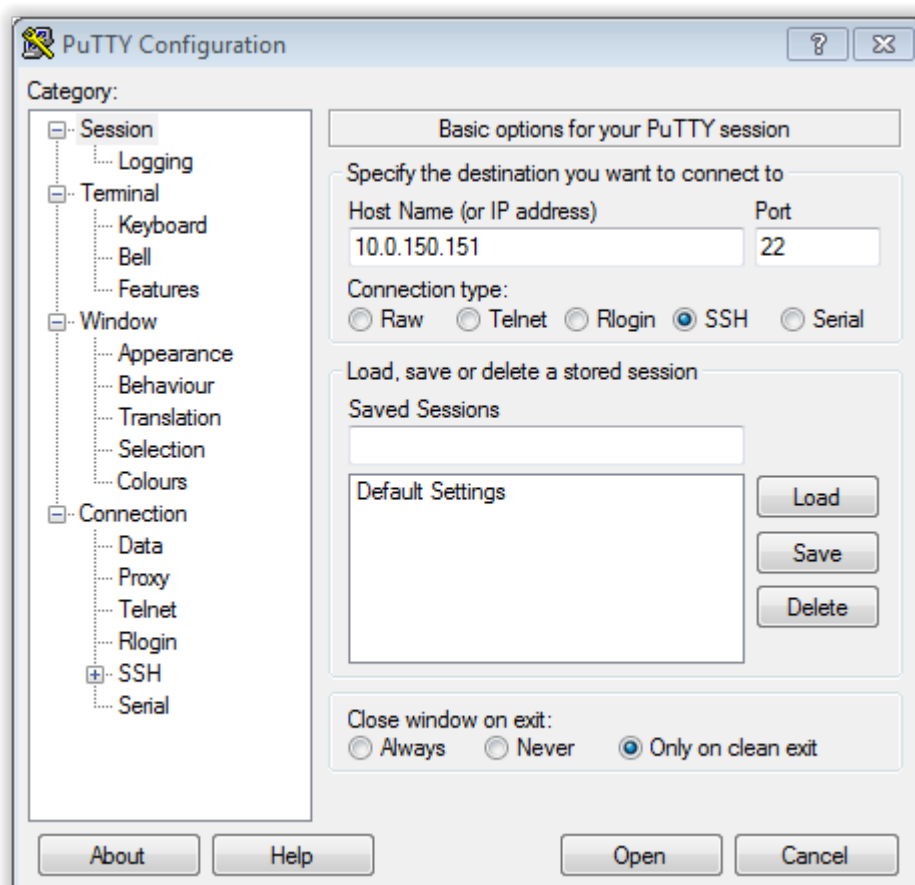 PuTTY Configuration
Category:
Session
Logging
Terminal
Keyboard
Bell
Features
Window
Appearance
Behaviour
Translation
Selection
Colours
Connection
Data
Proxy
Telnet
Rlogin
SSH
Serial
Basic options for your PuTTY session
Specify the destination you want to connect to
Host Name (or IP address) Port
10.0.150.151 22
Connection type:
Raw Telnet Rlogin SSH Serial
Load, save or delete a stored session
Saved Sessions
Default Settings
Load
Save
Delete
Close window on exit:
Always Never Only on clean exit
About Help Open Cancel